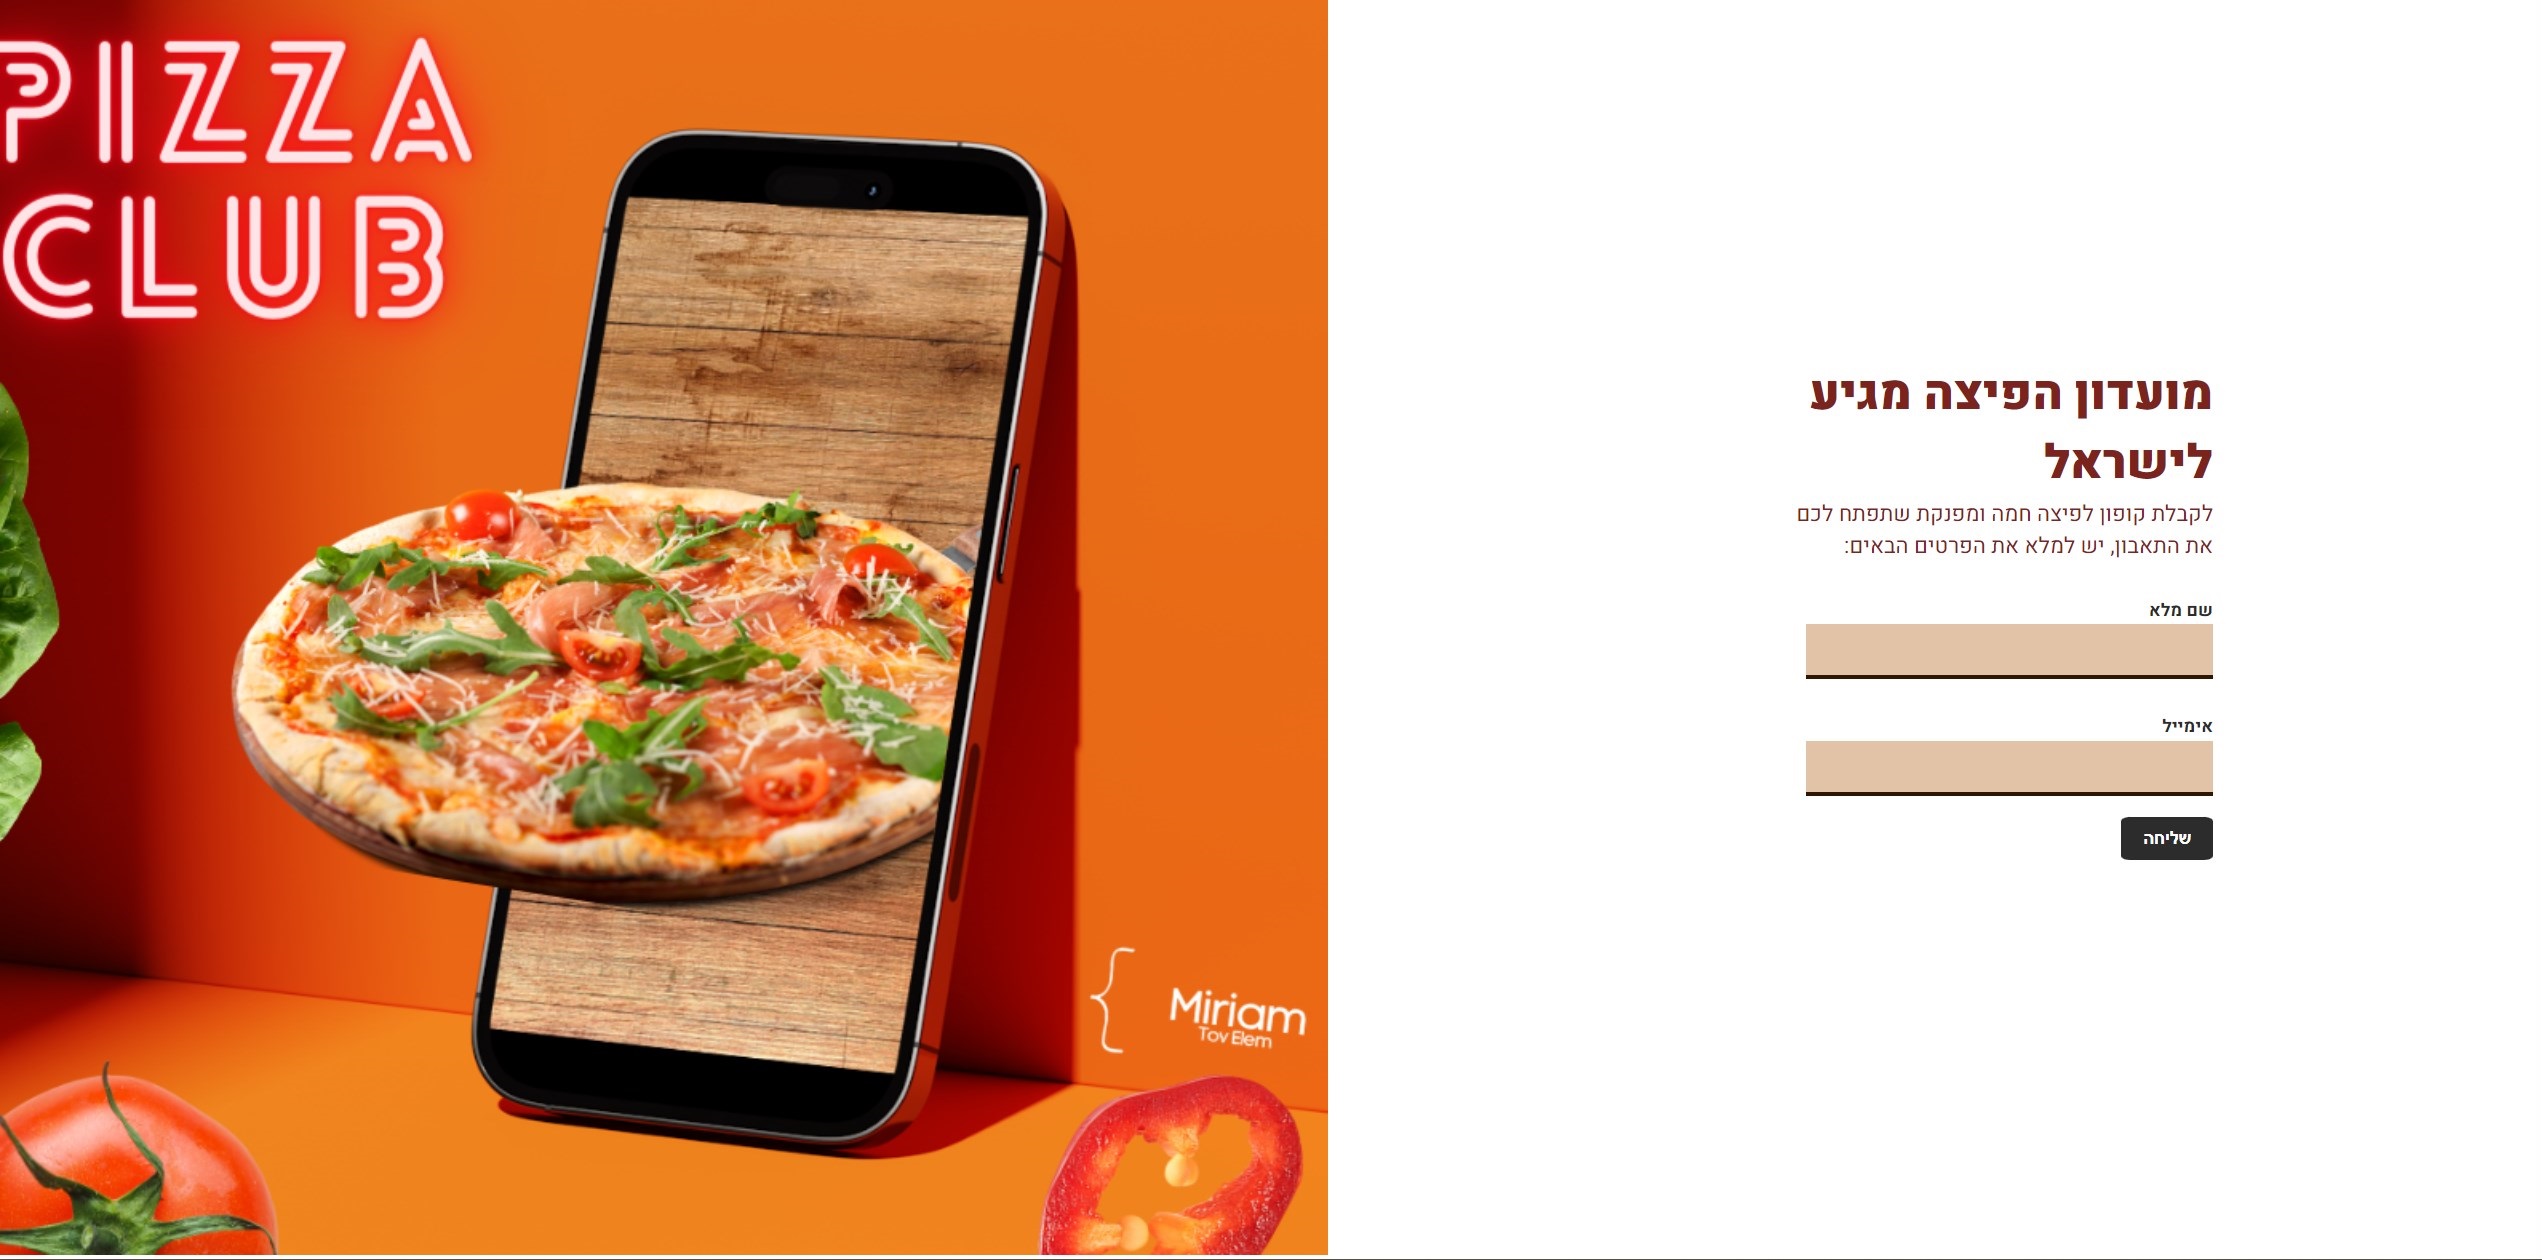 PIZZA
CLUB
Miriam
Tov Elem
מועדון הפיצה מגיע
לישראל
לקבלת קופון לפיצה חמה ומפנקת שתפתח לכם
את התאבון, יש למלא את הפרטים הבאים:
שם מלא
אימייל
שליחה